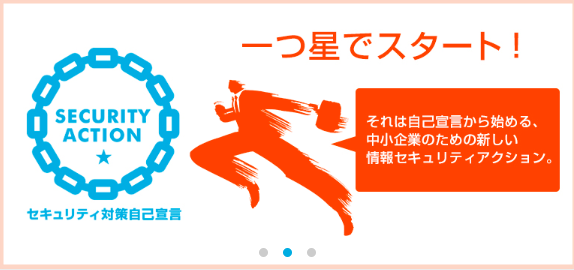 一つ星でスタート！
SECURITY
ACTION
★
セキュリティ対策自己宣言
それは自己宣言から始める、
中小企業のための新しい
情報セキュリティアクション。